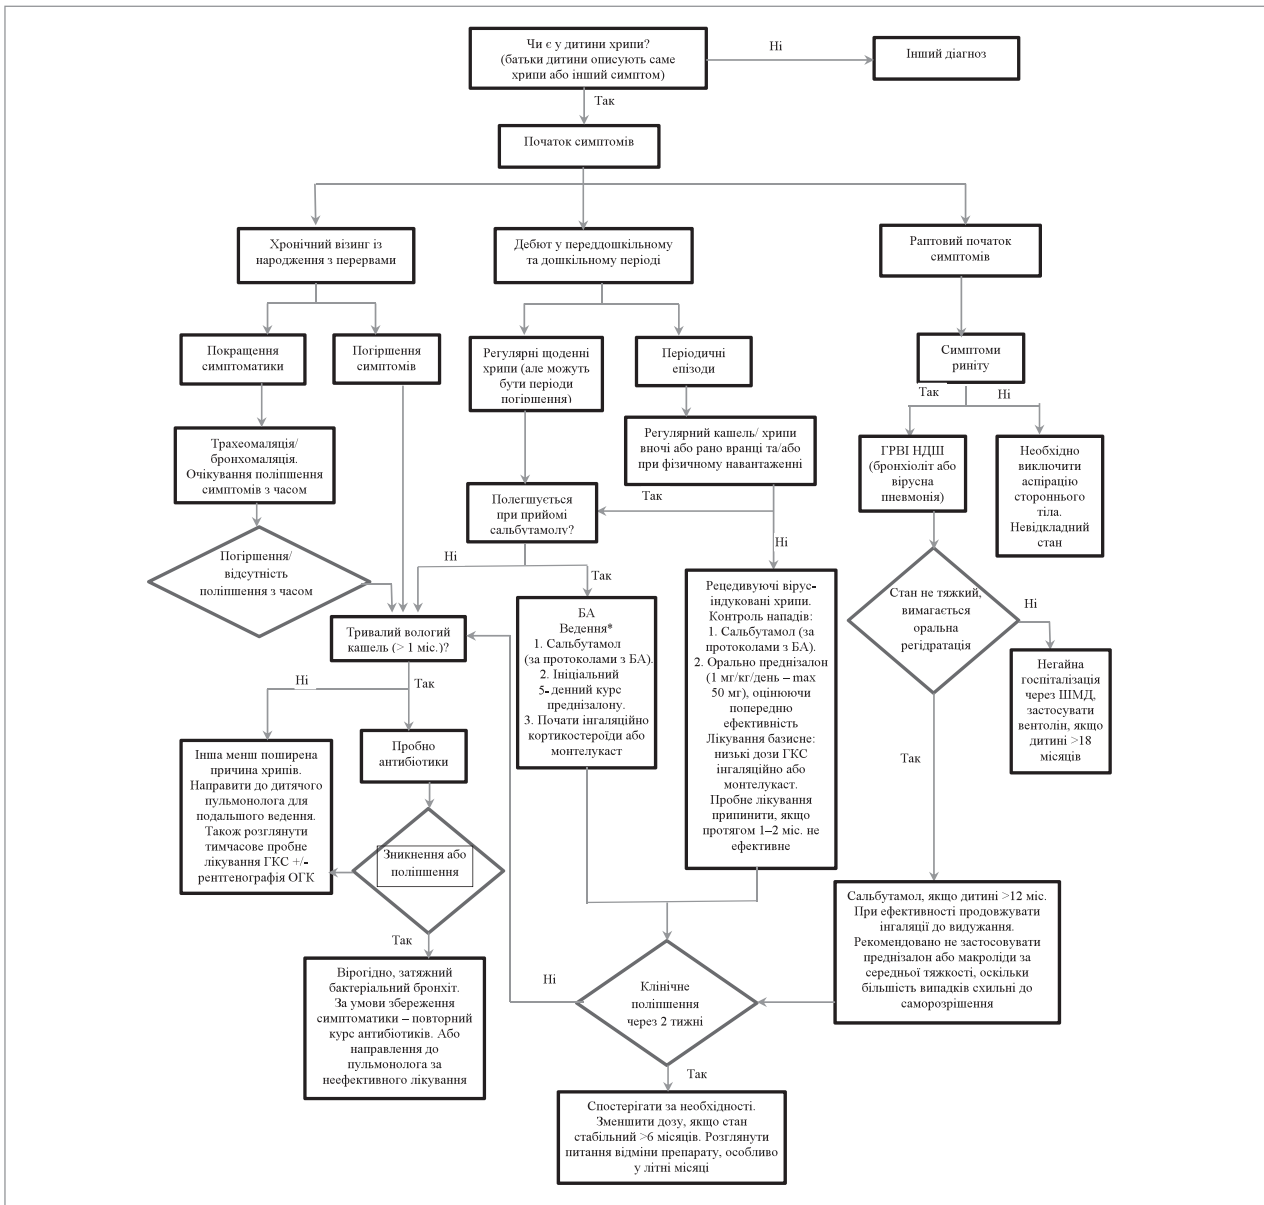 Чи є у дитини хрипи?
(батьки дитини описують саме
хрипи або інший симптом)
Ні
Інший діагноз
Так
Початок симптомів
Хронічний візинг із
народження з перервами
Дебют у переддошкільному
та дошкільному періоді
Раптовий початок
симптомів
Покращення
симптоматики
Погіршення
симптомів
Регулярні щоденні
хрипи (але можуть
бути періоди
погіршення)
Періодичні
епізоди
Симптоми
риніту
Так
Ні
Трахеомаляція/
бронхомаляція.
Очікування поліпшення
симптомів з часом
Регулярний кашель/ хрипи
вночі або рано вранці та/або
при фізичному навантаженні
ГРВІ НДШ
(бронхіоліт або
вірусна
пневмонія)
Необхідно
виключити
аспірацію
стороннього
тіла.
Невідкладний
стан
Полегшується
при прийомі
сальбутамолу?
Так
Ні
Погіршення/
відсутність
поліпшення з часом
Ні
Так
Тривалий вологий
кашель (> 1 міс.)?
БА
Ведення*
1. Сальбутамол
(за протоколами з БА).
2. Ініціальний
5- денний курс
преднізалону.
3. Почати інгаляційно
кортикостероїди або
монтелукаст
Рецедивуючі вірус-
індуковані хрипи.
Контроль нападів:
1. Сальбутамол (за
протоколами з БА).
2. Орально преднізалон
(1 мг/кг/день – max
50 мг), оцінюючи
попередню
ефективність
Лікування базисне:
низькі дози ГКС
інгаляційно або
монтелукаст.
Пробне лікування
припинити, якщо
протягом 1–2 міс. не
ефективне
Стан не тяжкий,
вимагається
оральна
регідратація
Ні
Негайна
госпіталізація
через ШМД,
застосувати
вентолін, якщо
дитині >18
місяців
Так
Ні
Так
Інша менш поширена
причина хрипів.
Направити до дитячого
пульмонолога для
подальшого ведення.
Також розглянути
тимчасове пробне
лікування ГКС +/-
рентгенографія ОГК
Пробно
антибіотики
Зникнення або
поліпшення
Так
Вірогідно, затяжний
бактеріальний бронхіт.
За умови збереження
симптоматики – повторний
курс антибіотиків. Або
направлення до
пульмонолога за
неефективного лікування
Сальбутамол, якщо дитині >12 міс.
При ефективності продовжувати
інгаляції до видужання.
Рекомендовано не застосовувати
преднізалон або макроліди за
середньої тяжкості, оскільки
більшість випадків схильні до
саморозрішення
Ні
Клінічне
поліпшення
через 2 тижні
Так
Спостерігати за необхідності.
Зменшити дозу, якщо стан
стабільний >6 місяців. Розглянути
питання відміни препарату, особливо
у літні місяці